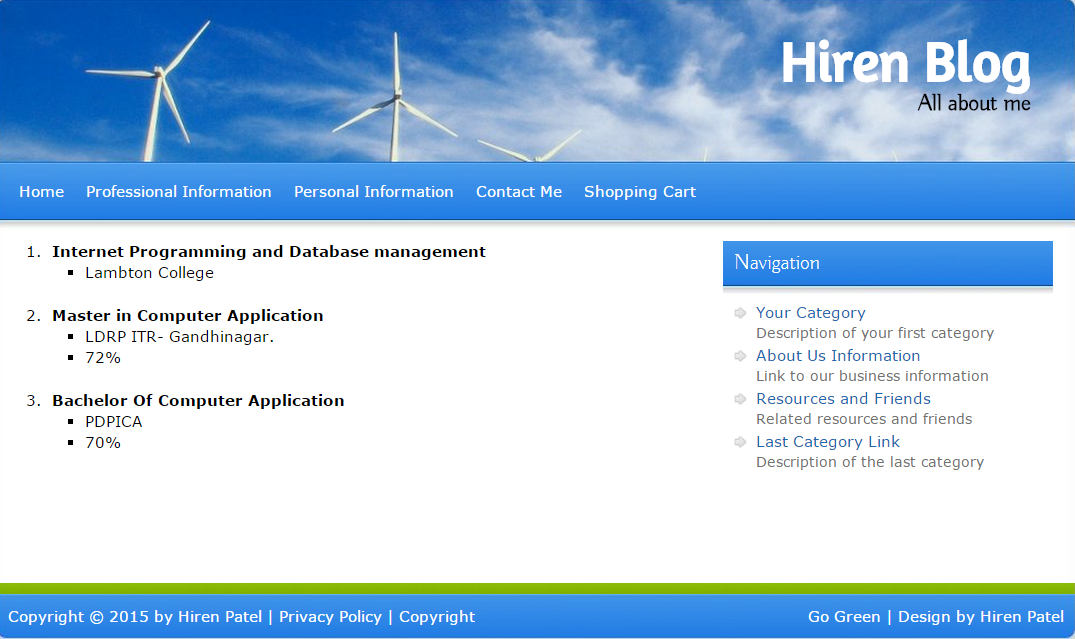 Hiren Blog
All about me
Home Professional Information Personal Information Contact Me Shopping Cart
1. Internet Programming and Database management
▪ Lambton College
2. Master in Computer Application
▪ LDRP ITR- Gandhinagar.
▪ 72%
3. Bachelor Of Computer Application
▪ PDPICA
▪ 70%
Navigation
Your Category
Description of your first category
About Us Information
Link to our business information
Resources and Friends
Related resources and friends
Last Category Link
Description of the last category
Copyright © 2015 by Hiren Patel | Privacy Policy | Copyright
Go Green | Design by Hiren Patel